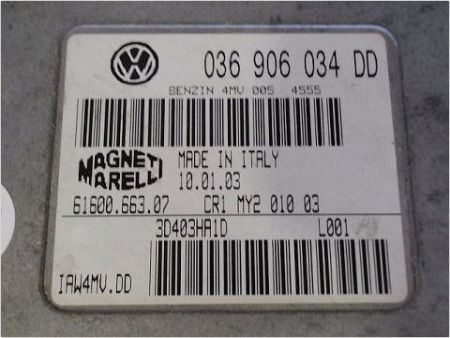 036 906 034 DD
BENZIN 4MV 005 4555
MAGNETI MARELLI
MADE IN ITALY
10.01.03
61600.663.07 CR1 MY2 010 03
3D403HA1D L001
IAW4MV.DD